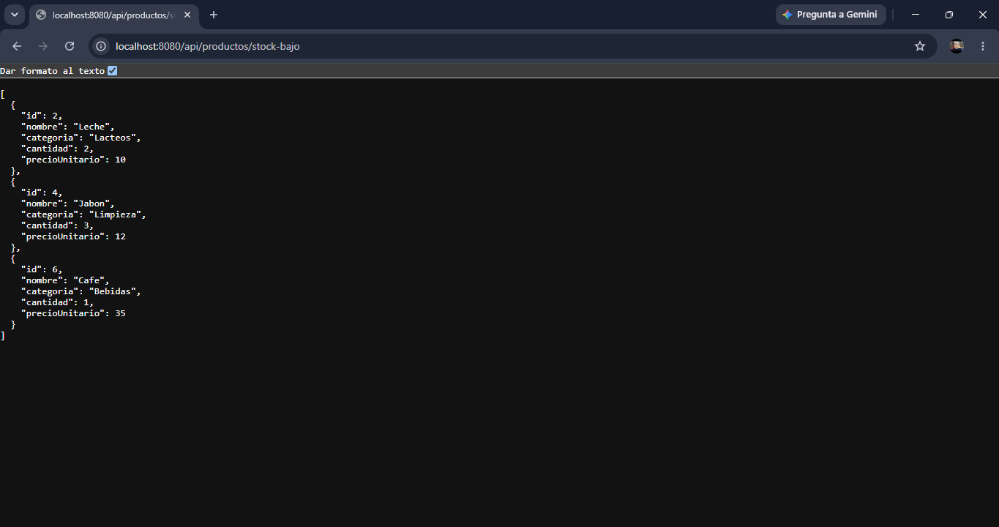 localhost:8080/api/productos/s
Pregunta a Gemini
localhost:8080/api/productos/stock-bajo
Dar formato al texto
[
  {
    "id": 2,
    "nombre": "Leche",
    "categoria": "Lacteos",
    "cantidad": 2,
    "precioUnitario": 10
  },
  {
    "id": 4,
    "nombre": "Jabon",
    "categoria": "Limpieza",
    "cantidad": 3,
    "precioUnitario": 12
  },
  {
    "id": 6,
    "nombre": "Cafe",
    "categoria": "Bebidas",
    "cantidad": 1,
    "precioUnitario": 35
  }
]